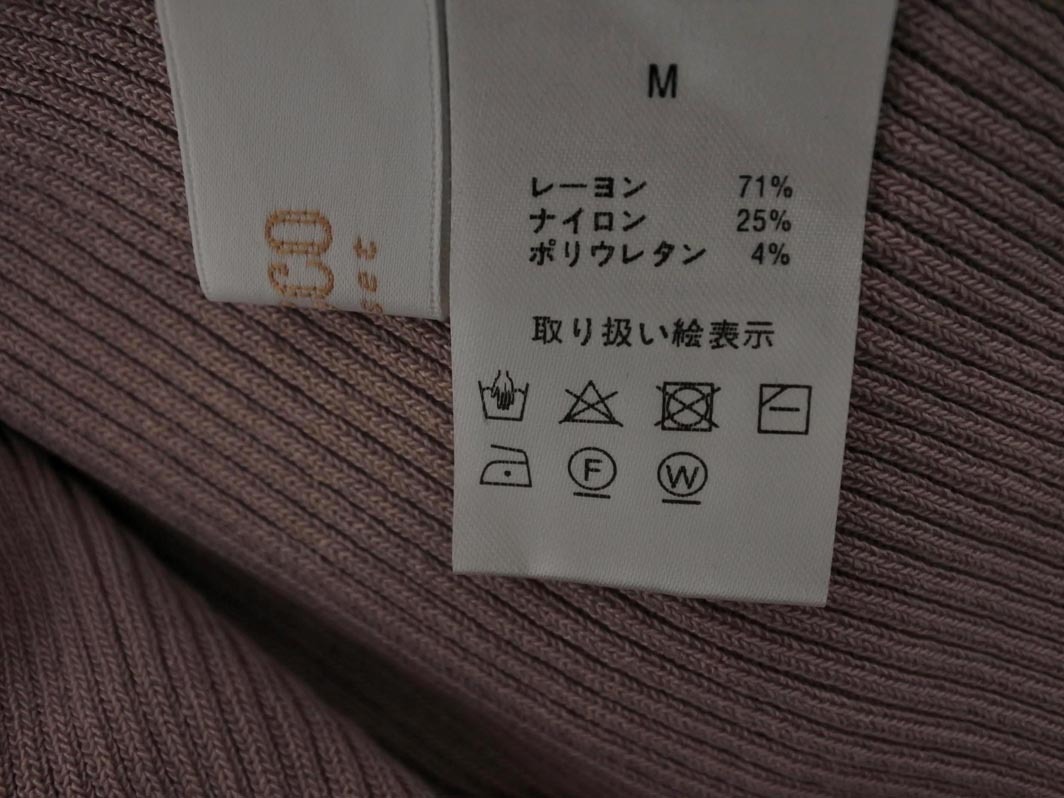 M
レーヨン 71%
ナイロン 25%
ポリウレタン 4%
取り扱い絵表示
F W